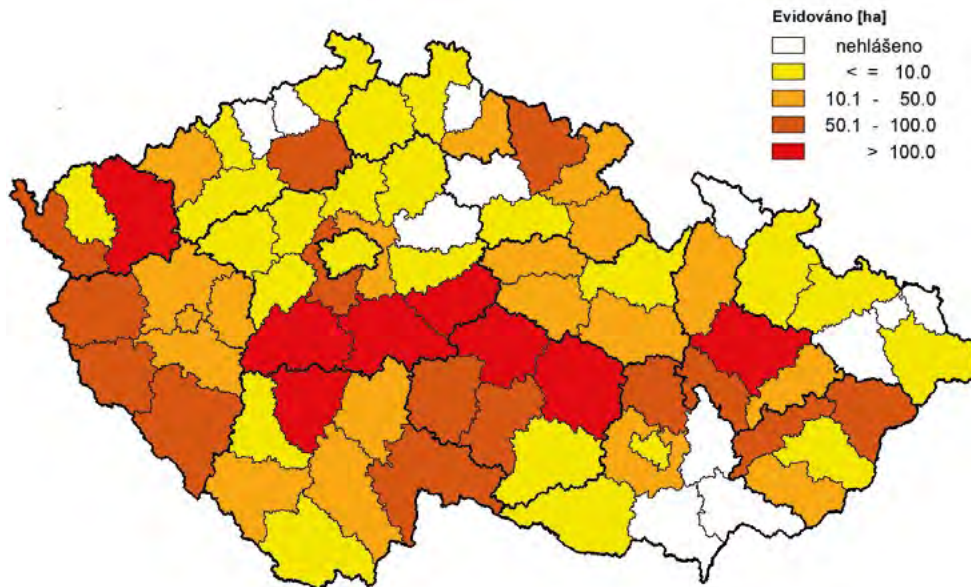 Evidováno [ha]
nehlášeno
< = 10.0
10.1 - 50.0
50.1 - 100.0
> 100.0